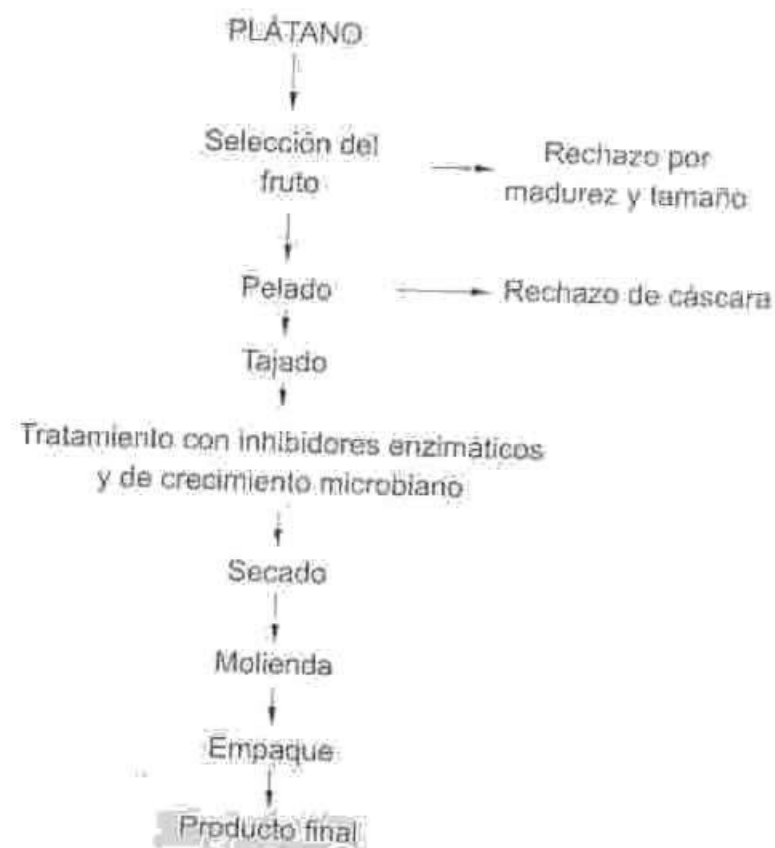 PLÁTANO
Selección del
fruto
Rechazo por
madurez y tamaño
Pelado
Rechazo de cáscara
Tajado
Tratamiento con inhibidores enzimáticos
y de crecimiento microbiano
Secado
Molienda
Empaque
Producto final